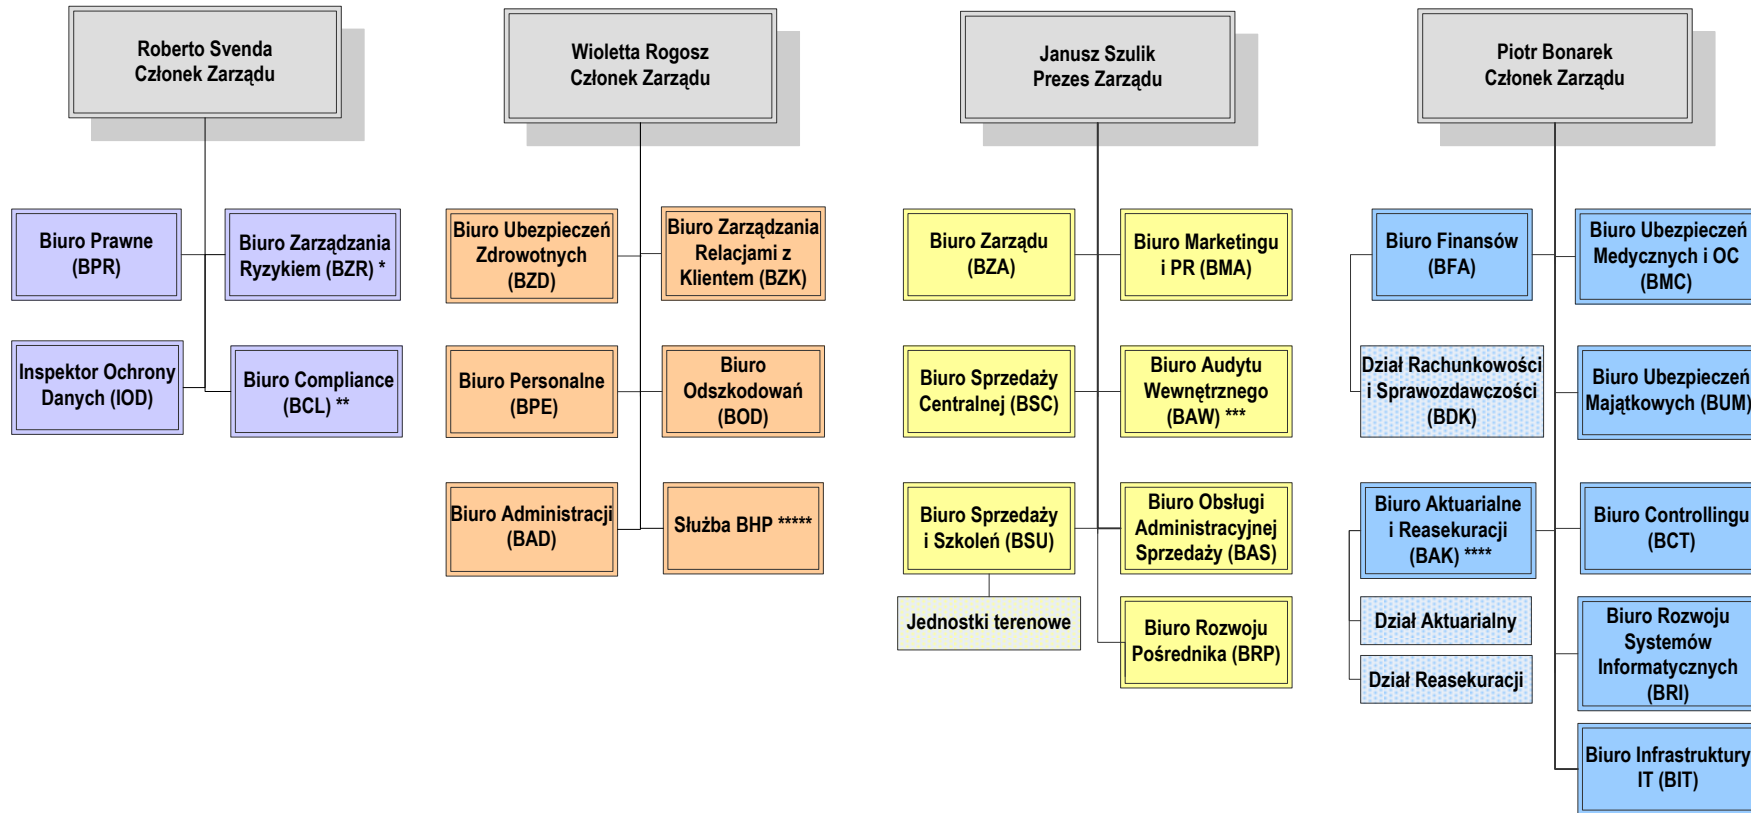 Roberto Svenda
Członek Zarządu
Wioletta Rogosz
Członek Zarządu
Janusz Szulik
Prezes Zarządu
Piotr Bonarek
Członek Zarządu
Biuro Prawne
(BPR)
Biuro Zarządzania
Ryzykiem (BZR) *
Inspektor Ochrony
Danych (IOD)
Biuro Compliance
(BCL) **
Biuro Ubezpieczeń
Zdrowotnych
(BZD)
Biuro Zarządzania
Relacjami z
Klientem (BZK)
Biuro Personalne
(BPE)
Biuro
Odszkodowań
(BOD)
Biuro Administracji
(BAD)
Służba BHP *****
Biuro Zarządu
(BZA)
Biuro Marketingu
i PR (BMA)
Biuro Sprzedaży
Centralnej (BSC)
Biuro Audytu
Wewnętrznego
(BAW) ***
Biuro Sprzedaży
i Szkoleń (BSU)
Biuro Obsługi
Administracyjnej
Sprzedaży (BAS)
Jednostki terenowe
Biuro Rozwoju
Pośrednika (BRP)
Biuro Finansów
(BFA)
Biuro Ubezpieczeń
Medycznych i OC
(BMC)
Dział Rachunkowości
i Sprawozdawczości
(BDK)
Biuro Ubezpieczeń
Majątkowych (BUM)
Biuro Aktuarialne
i Reasekuracji
(BAK) ****
Biuro Controllingu
(BCT)
Dział Aktuarialny
Dział Reasekuracji
Biuro Rozwoju
Systemów
Informatycznych
(BRI)
Biuro Infrastruktury
IT (BIT)